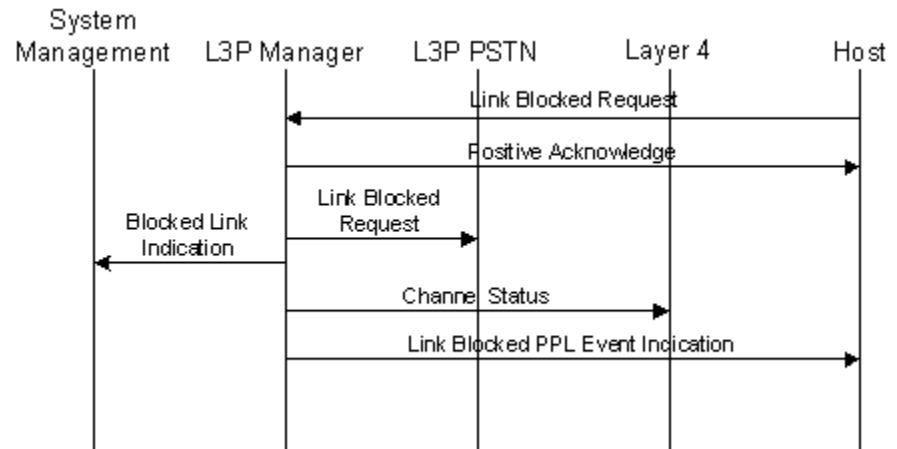 System
Management
L3P Manager
L3P PSTN
Layer 4
Host
Link Blocked Request
Positive Acknowledge
Link Blocked
Request
Blocked Link
Indication
Channel Status
Link Blocked PPL Event Indication